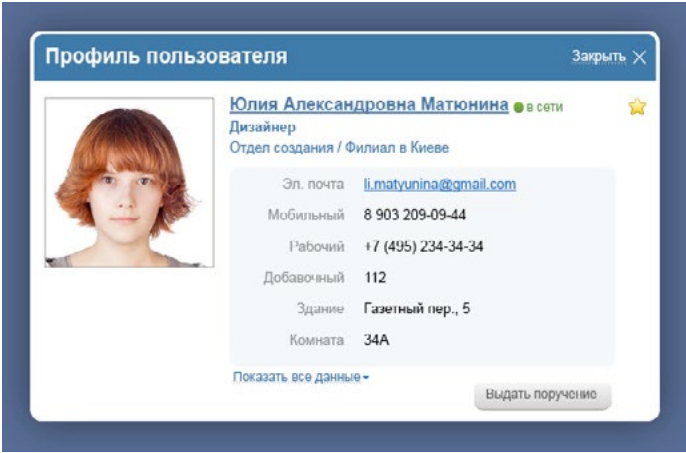 Профиль пользователя Закрыть
Юлия Александровна Матюнина в сети
Дизайнер
Отдел создания / Филиал в Киеве
Эл. почта li.matyunina@gmail.com
Мобильный 8 903 209-09-44
Рабочий +7 (495) 234-34-34
Добавочный 112
Здание Газетный пер., 5
Комната 34А
Показать все данные
Выдать поручение